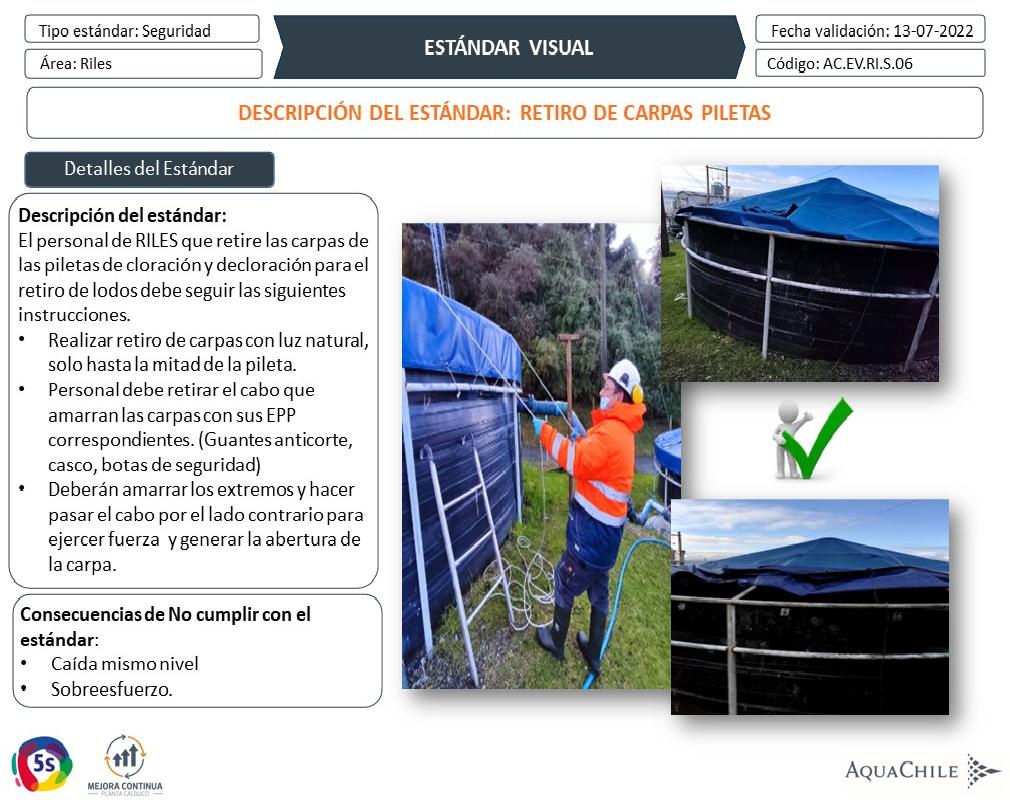 Tipo estándar: Seguridad
Área: Riles
ESTÁNDAR VISUAL
Fecha validación: 13-07-2022
Código: AC.EV.RI.S.06
DESCRIPCIÓN DEL ESTÁNDAR: RETIRO DE CARPAS PILETAS
Detalles del Estándar
Descripción del estándar:
El personal de RILES que retire las carpas de
las piletas de cloración y decloración para el
retiro de lodos debe seguir las siguientes
instrucciones.
• Realizar retiro de carpas con luz natural,
solo hasta la mitad de la pileta.
• Personal debe retirar el cabo que
amarran las carpas con sus EPP
correspondientes. (Guantes anticorte,
casco, botas de seguridad)
• Deberán amarrar los extremos y hacer
pasar el cabo por el lado contrario para
ejercer fuerza y generar la abertura de
la carpa.
Consecuencias de No cumplir con el
estándar:
• Caída mismo nivel
• Sobreesfuerzo.
5s
MEJORA CONTINUA
PLANTA CALBUCO
AQUACHILE